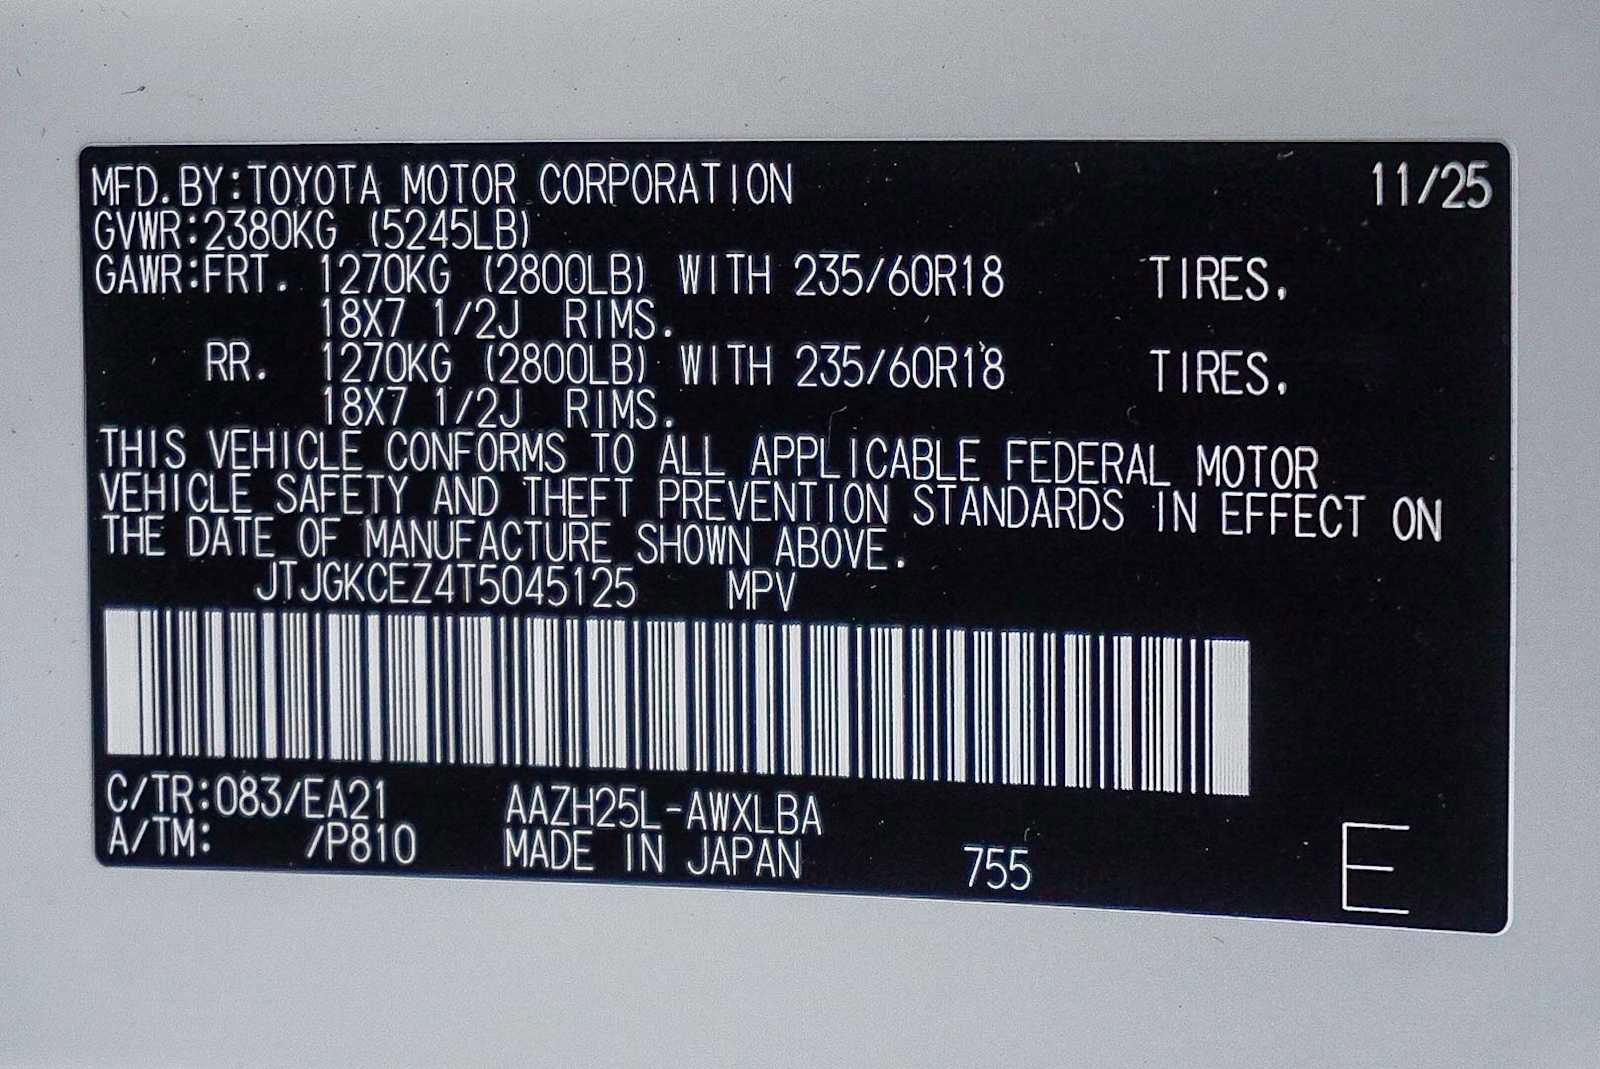 MFD.BY:TOYOTA MOTOR CORPORATION 11/25
GVWR:2380KG (5245LB)
GAWR:FRT. 1270KG (2800LB) WITH 235/60R18 TIRES,
18X7 1/2J RIMS.
RR. 1270KG (2800LB) WITH 235/60R18 TIRES,
18X7 1/2J RIMS.
THIS VEHICLE CONFORMS TO ALL APPLICABLE FEDERAL MOTOR
VEHICLE SAFETY AND THEFT PREVENTION STANDARDS IN EFFECT ON
THE DATE OF MANUFACTURE SHOWN ABOVE.
JTJGKCEZ4T5045125 MPV
C/TR:083/EA21 AAZH25L-AWXLBA
A/TM: /P810 MADE IN JAPAN 755 E